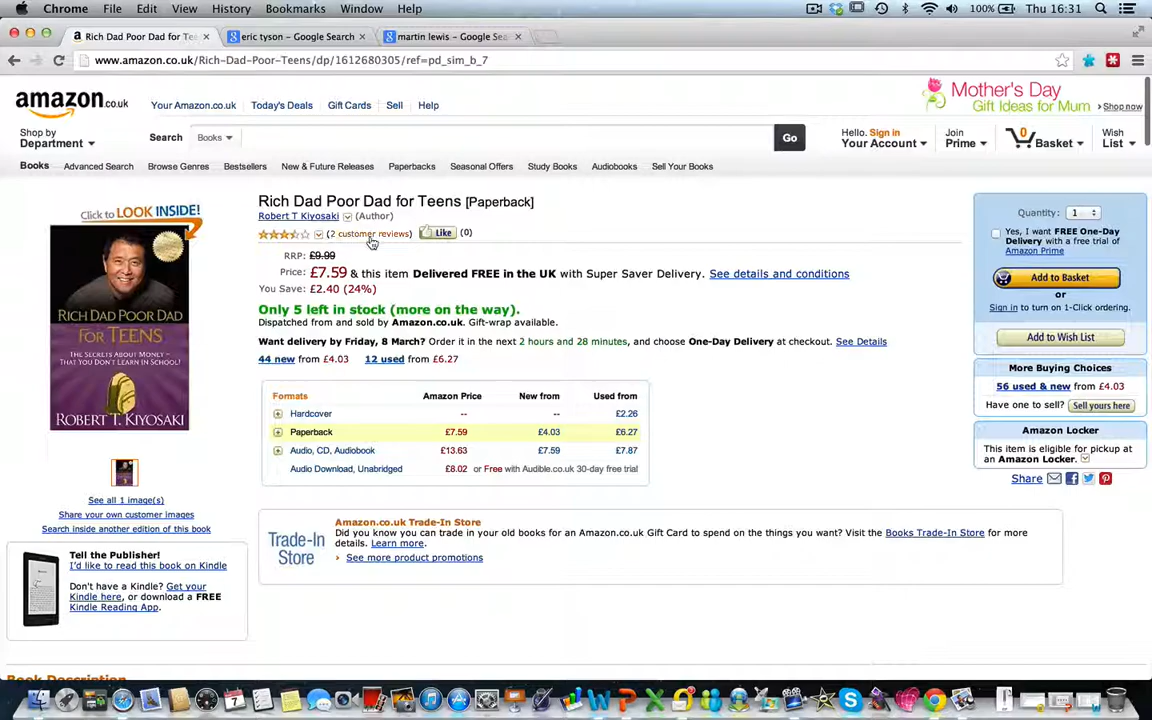 Chrome File Edit View History Bookmarks Window Help 100% Thu 16:31
Rich Dad Poor Dad for Tee × eric tyson - Google Search × martin lewis - Google Sea ×
www.amazon.co.uk/Rich-Dad-Poor-Teens/dp/1612680305/ref=pd_sim_b_7
amazon.co.uk Your Amazon.co.uk Today's Deals Gift Cards Sell Help
Mother's Day
Gift Ideas for Mum › Shop now
Shop by
Department
Search Books Go
Hello. Sign in
Your Account
Join
Prime
0
Basket
Wish
List
Books Advanced Search Browse Genres Bestsellers New & Future Releases Paperbacks Seasonal Offers Study Books Audiobooks Sell Your Books
Click to LOOK INSIDE!
RICH DAD POOR DAD
FOR TEENS
THE SECRETS ABOUT MONEY –
THAT YOU DON'T LEARN IN SCHOOL!
ROBERT T. KIYOSAKI
See all 1 image(s)
Share your own customer images
Search inside another edition of this book
Tell the Publisher!
I'd like to read this book on Kindle
Don't have a Kindle? Get your
Kindle here, or download a FREE
Kindle Reading App.
Rich Dad Poor Dad for Teens [Paperback]
Robert T Kiyosaki (Author)
(2 customer reviews) Like (0)
RRP: £9.99
Price: £7.59 & this item Delivered FREE in the UK with Super Saver Delivery. See details and conditions
You Save: £2.40 (24%)
Only 5 left in stock (more on the way).
Dispatched from and sold by Amazon.co.uk. Gift-wrap available.
Want delivery by Friday, 8 March? Order it in the next 2 hours and 28 minutes, and choose One-Day Delivery at checkout. See Details
44 new from £4.03 12 used from £6.27
Formats Amazon Price New from Used from
Hardcover -- -- £2.26
Paperback £7.59 £4.03 £6.27
Audio, CD, Audiobook £13.63 £7.59 £7.87
Audio Download, Unabridged £8.02 or Free with Audible.co.uk 30-day free trial
Trade-In
Store
Amazon.co.uk Trade-In Store
Did you know you can trade in your old books for an Amazon.co.uk Gift Card to spend on the things you want? Visit the Books Trade-In Store for more
details. Learn more.
› See more product promotions
Quantity: 1
Yes, I want FREE One-Day
Delivery with a free trial of
Amazon Prime
Add to Basket
or
Sign in to turn on 1-Click ordering.
Add to Wish List
More Buying Choices
56 used & new from £4.03
Have one to sell? Sell yours here
Amazon Locker
This item is eligible for pickup at
an Amazon Locker.
Share
Book Description